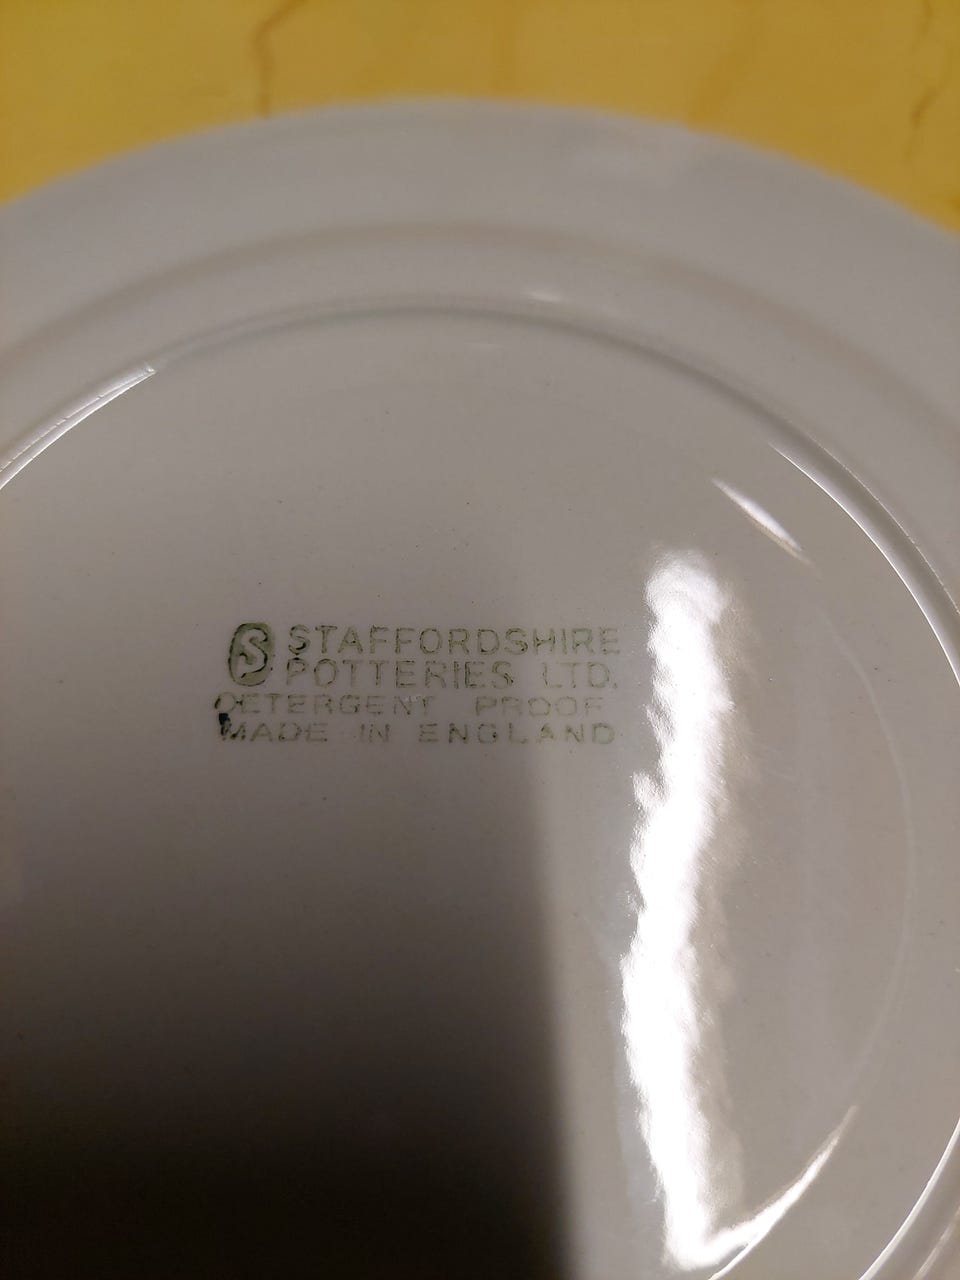 S STAFFORDSHIRE
POTTERIES LTD.
DETERGENT PROOF
MADE IN ENGLAND